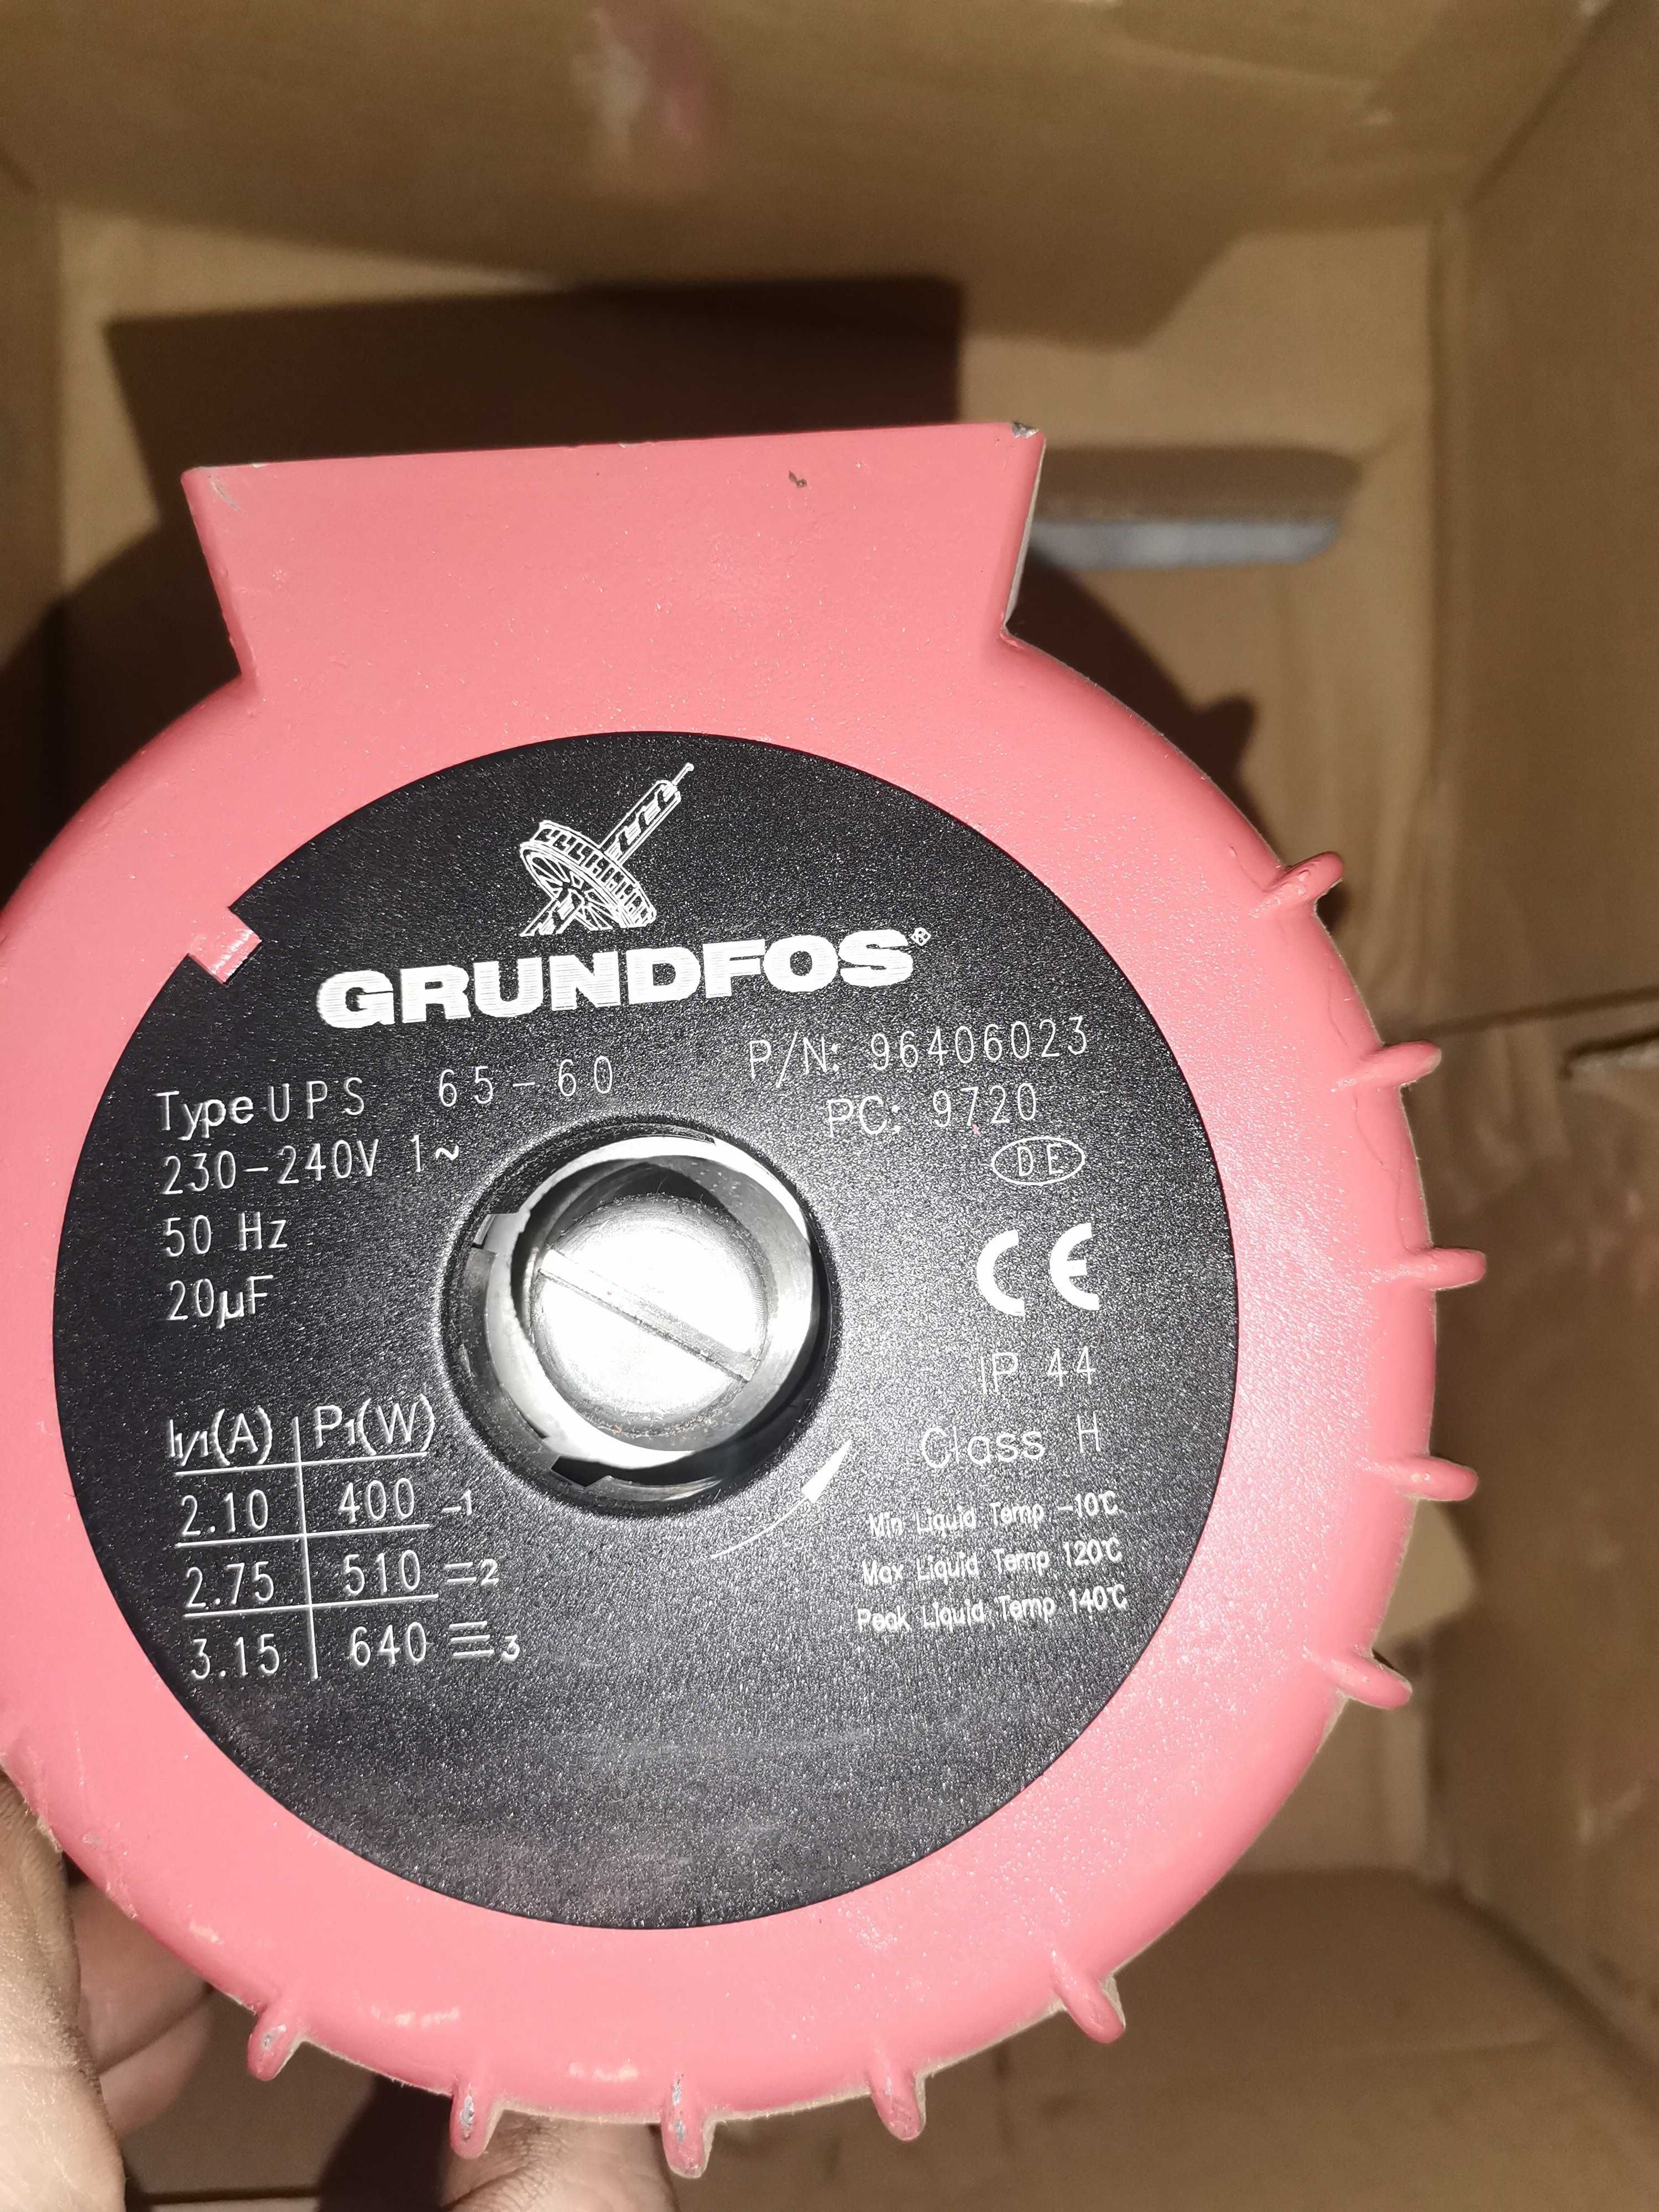 GRUNDFOS®
Type UPS 65-60 P/N: 96406023
230-240V 1~ PC: 9720
50 Hz DE
20µF CE
IP 44
Class H
I1/1(A) P1(W)
2.10 400 -1
2.75 510 =2
3.15 640 ≡3
Min Liquid Temp -10℃
Max Liquid Temp 120℃
Peak Liquid Temp 140℃